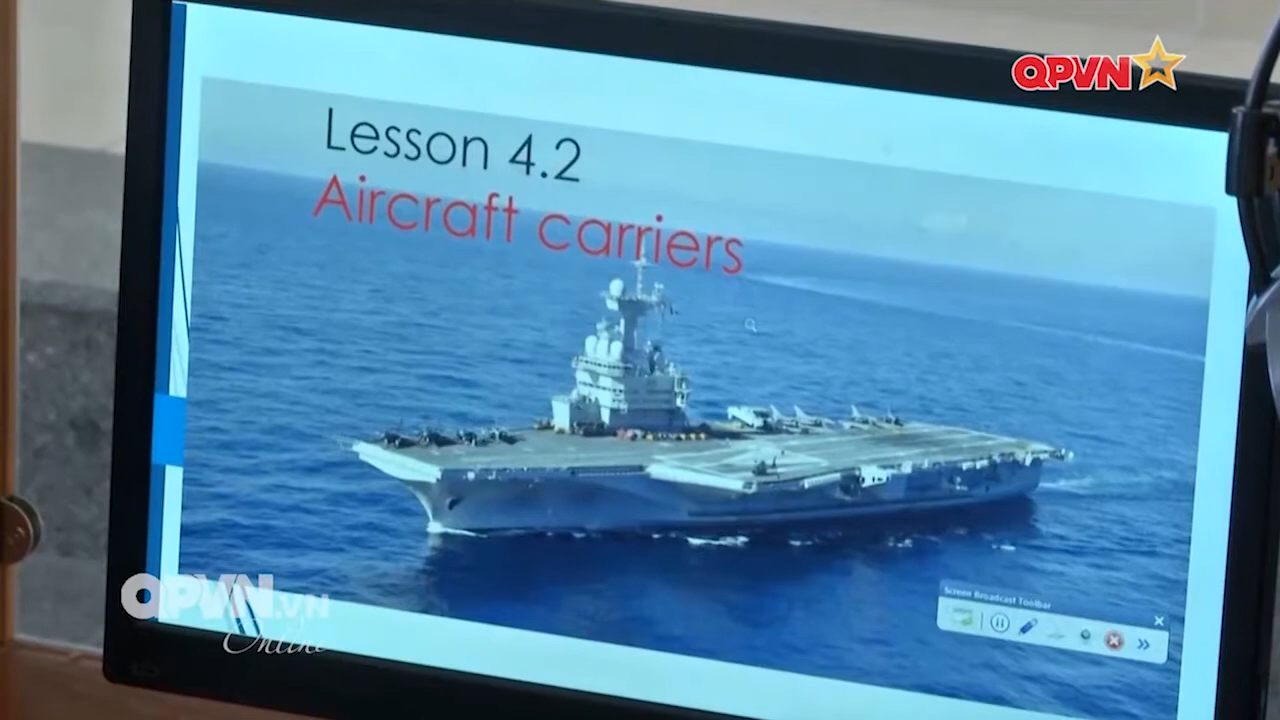 QPVN
Lesson 4.2
Aircraft carriers
Screen Broadcast Toolbar
QPVN.VN
Online